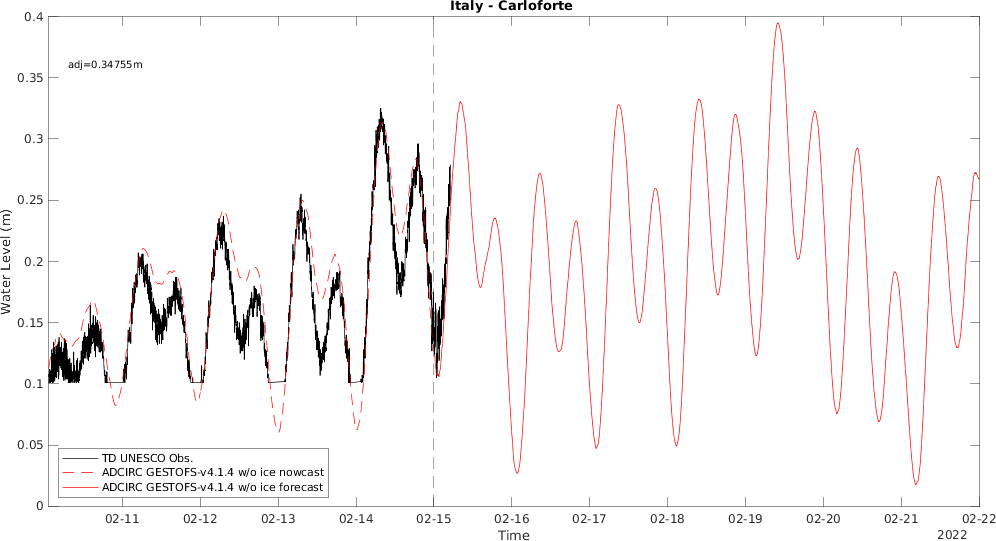 Italy - Carloforte
0.4
0.35
0.3
0.25
0.2
0.15
0.1
0.05
0
Water Level (m)
adj=0.34755m
TD UNESCO Obs.
ADCIRC GESTOFS-v4.1.4 w/o ice nowcast
ADCIRC GESTOFS-v4.1.4 w/o ice forecast
02-11 02-12 02-13 02-14 02-15 02-16 02-17 02-18 02-19 02-20 02-21 02-22
Time
2022